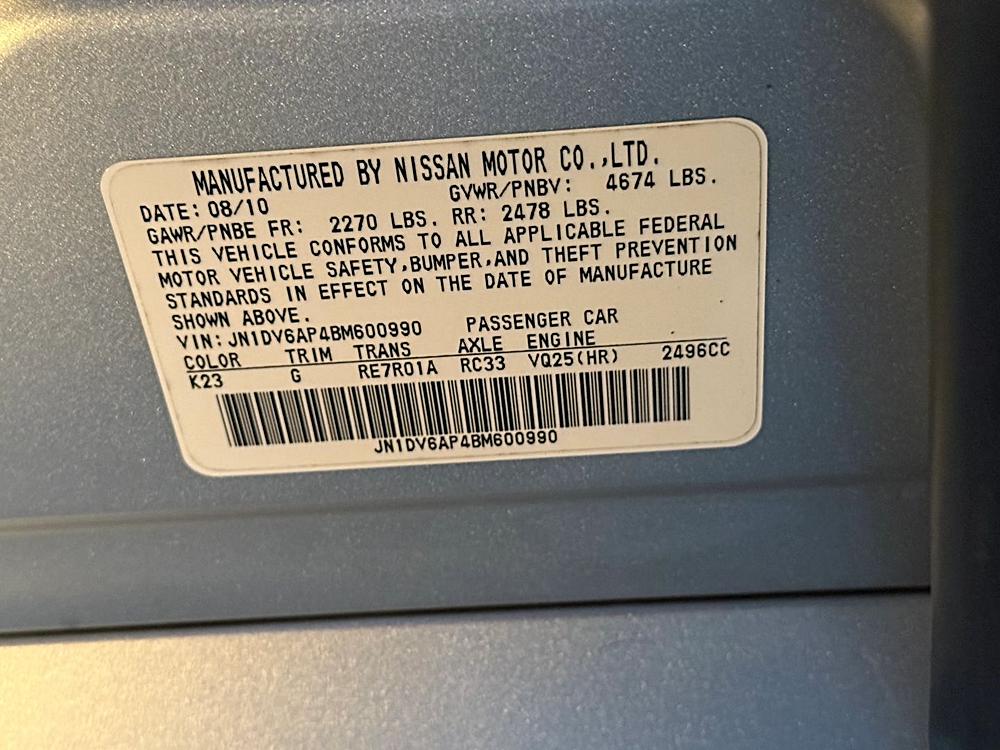 MANUFACTURED BY NISSAN MOTOR CO.,LTD.
DATE: 08/10 GVWR/PNBV: 4674 LBS.
GAWR/PNBE FR: 2270 LBS. RR: 2478 LBS.
THIS VEHICLE CONFORMS TO ALL APPLICABLE FEDERAL
MOTOR VEHICLE SAFETY,BUMPER,AND THEFT PREVENTION
STANDARDS IN EFFECT ON THE DATE OF MANUFACTURE
SHOWN ABOVE.
VIN: JN1DV6AP4BM600990 PASSENGER CAR
COLOR TRIM TRANS AXLE ENGINE
K23 G RE7R01A RC33 VQ25(HR) 2496CC
JN1DV6AP4BM600990